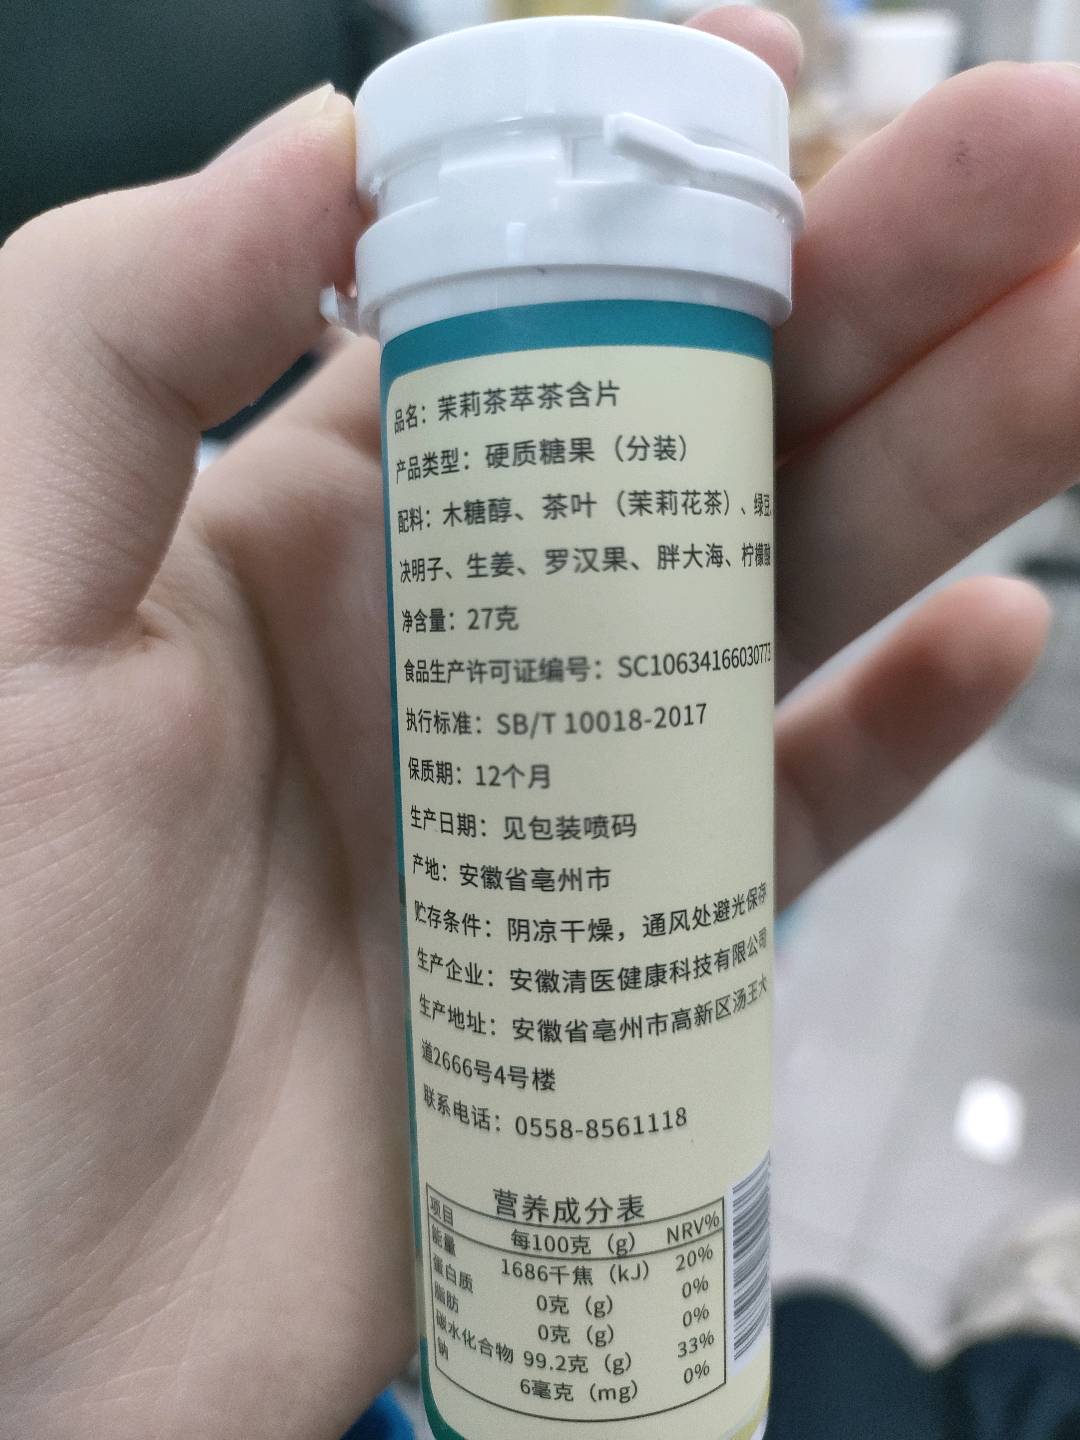 品名：茉莉茶萃茶含片
产品类型：硬质糖果（分装）
配料：木糖醇、茶叶（茉莉花茶）、绿豆、
决明子、生姜、罗汉果、胖大海、柠檬酸
净含量：27克
食品生产许可证编号：SC10634166030773
执行标准：SB/T 10018-2017
保质期：12个月
生产日期：见包装喷码
产地：安徽省亳州市
贮存条件：阴凉干燥，通风处避光保存
生产企业：安徽清医健康科技有限公司
生产地址：安徽省亳州市高新区汤王大
道2666号4号楼
联系电话：0558-8561118
营养成分表
项目 每100克（g） NRV%
能量 1686千焦（kJ） 20%
蛋白质 0克（g） 0%
脂肪 0克（g） 0%
碳水化合物 99.2克（g） 33%
钠 6毫克（mg） 0%